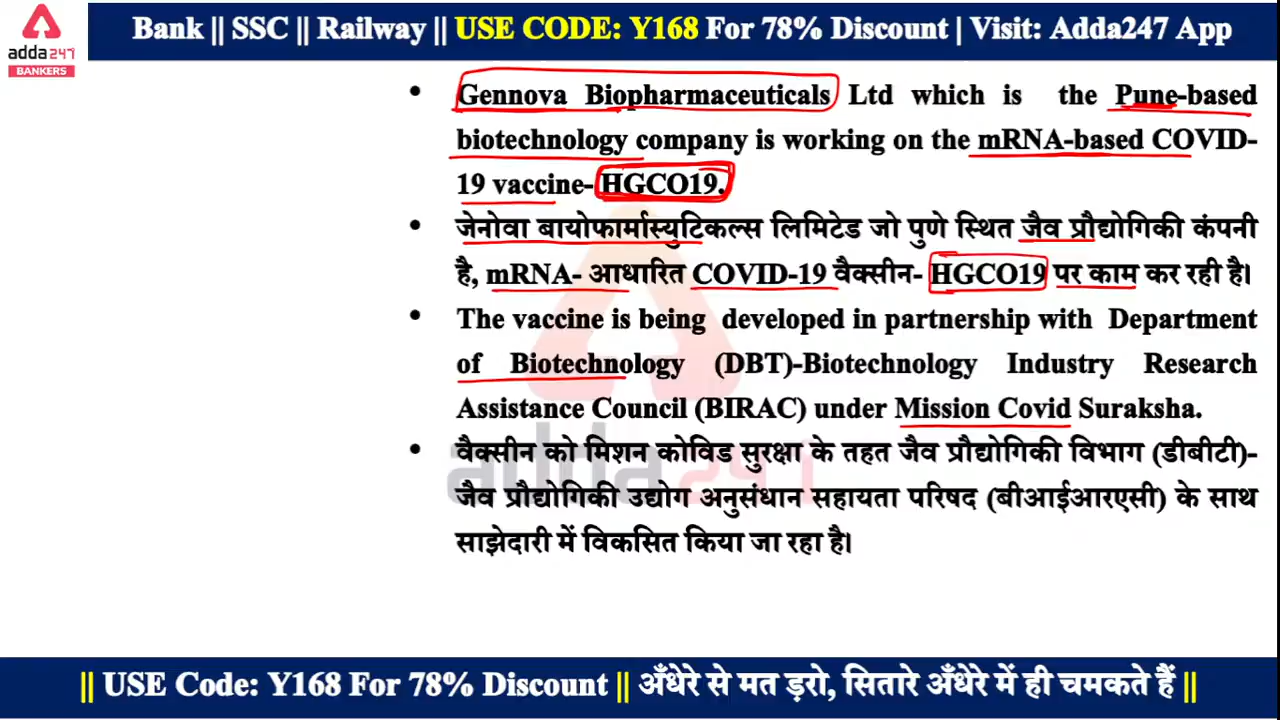 Bank || SSC || Railway || USE CODE: Y168 For 78% Discount | Visit: Adda247 App
adda247
BANKERS
• Gennova Biopharmaceuticals Ltd which is the Pune-based
biotechnology company is working on the mRNA-based COVID-
19 vaccine- HGCO19.
• जेनोवा बायोफार्मास्युटिकल्स लिमिटेड जो पुणे स्थित जैव प्रौद्योगिकी कंपनी
है, mRNA- आधारित COVID-19 वैक्सीन- HGCO19 पर काम कर रही है।
• The vaccine is being developed in partnership with Department
of Biotechnology (DBT)-Biotechnology Industry Research
Assistance Council (BIRAC) under Mission Covid Suraksha.
• वैक्सीन को मिशन कोविड सुरक्षा के तहत जैव प्रौद्योगिकी विभाग (डीबीटी)-
जैव प्रौद्योगिकी उद्योग अनुसंधान सहायता परिषद (बीआईआरएसी) के साथ
साझेदारी में विकसित किया जा रहा है।
adda247
|| USE Code: Y168 For 78% Discount || अँधेरे से मत ड़रो, सितारे अँधेरे में ही चमकते हैं ||